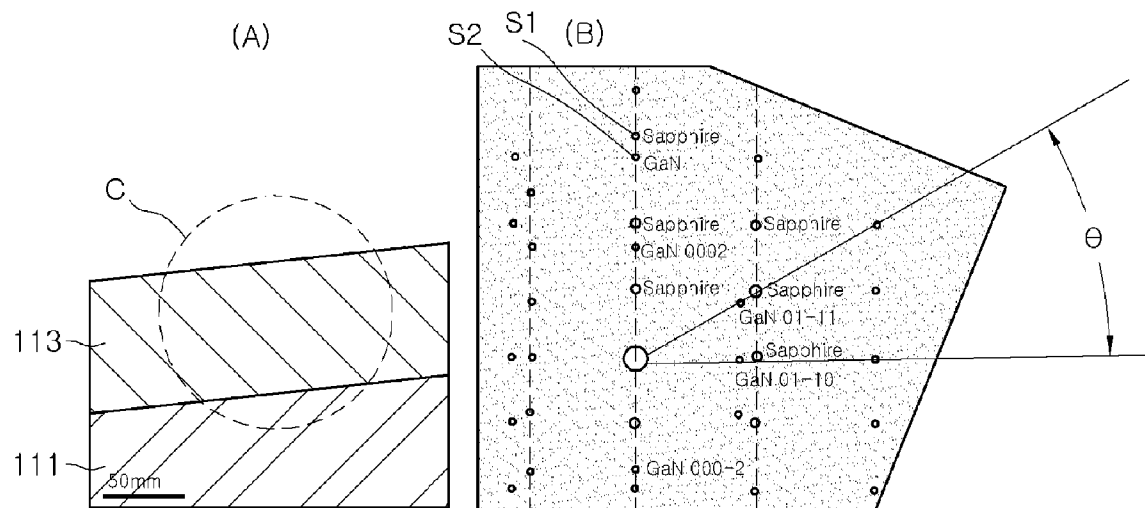 (A)
S2
S1
(B)
Sapphire
GaN
C
Sapphire
Sapphire
GaN 0002
θ
Sapphire
Sapphire
GaN 01-11
113
Sapphire
GaN 01-10
111
50mm
GaN 000-2